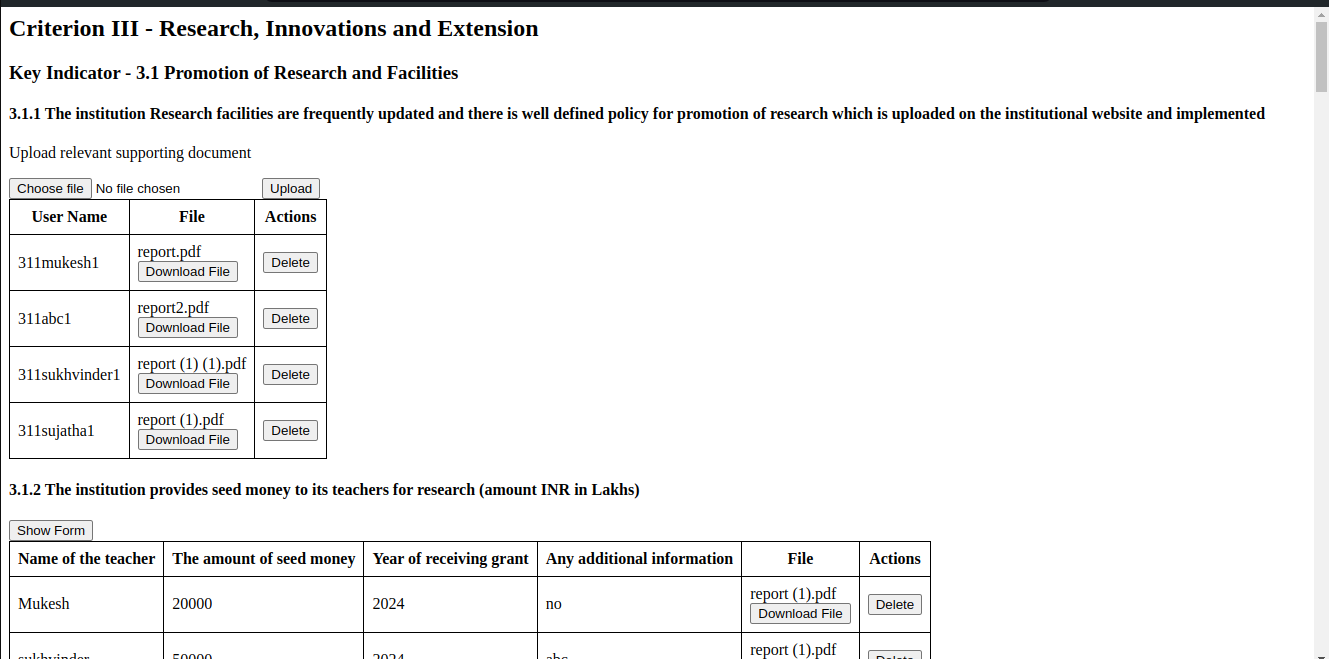 Criterion III - Research, Innovations and Extension
Key Indicator - 3.1 Promotion of Research and Facilities
3.1.1 The institution Research facilities are frequently updated and there is well defined policy for promotion of research which is uploaded on the institutional website and implemented
Upload relevant supporting document
Choose file No file chosen Upload
User Name File Actions
311mukesh1 report.pdf Download File Delete
311abc1 report2.pdf Download File Delete
311sukhvinder1 report (1) (1).pdf Download File Delete
311sujatha1 report (1).pdf Download File Delete
3.1.2 The institution provides seed money to its teachers for research (amount INR in Lakhs)
Show Form
Name of the teacher The amount of seed money Year of receiving grant Any additional information File Actions
Mukesh 20000 2024 no report (1).pdf Download File Delete
sukhvinder 50000 2024 abc report (1).pdf Delete